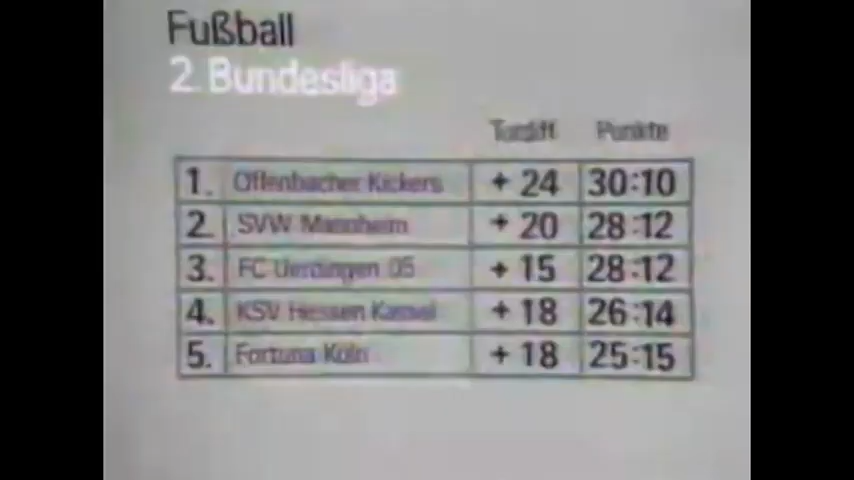 Fußball
2. Bundesliga
Tordiff Punkte
1. Offenbacher Kickers + 24 30:10
2. SVW Mannheim + 20 28:12
3. FC Uerdingen 05 + 15 28:12
4. KSV Hessen Kassel + 18 26:14
5. Fortuna Köln + 18 25:15